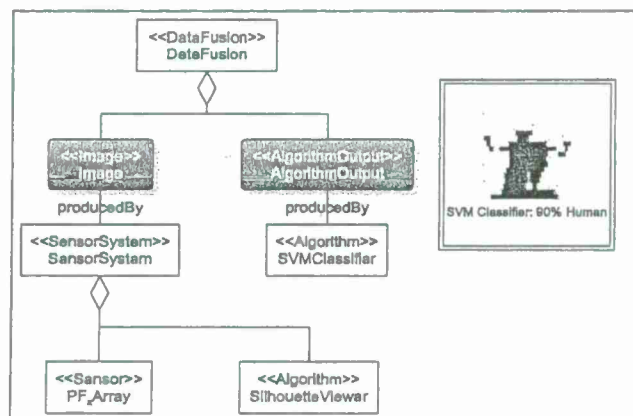 <<DataFusion>>
DataFusion
<<Image>>
Image
<<AlgorithmOutput>>
AlgorithmOutput
producedBy
producedBy
<<SensorSystem>>
SensorSystem
<<Algorithm>>
SVMClassifier
SVM Classifier: 90% Human
<<Sensor>>
PF_Array
<<Algorithm>>
SilhouetteViewer